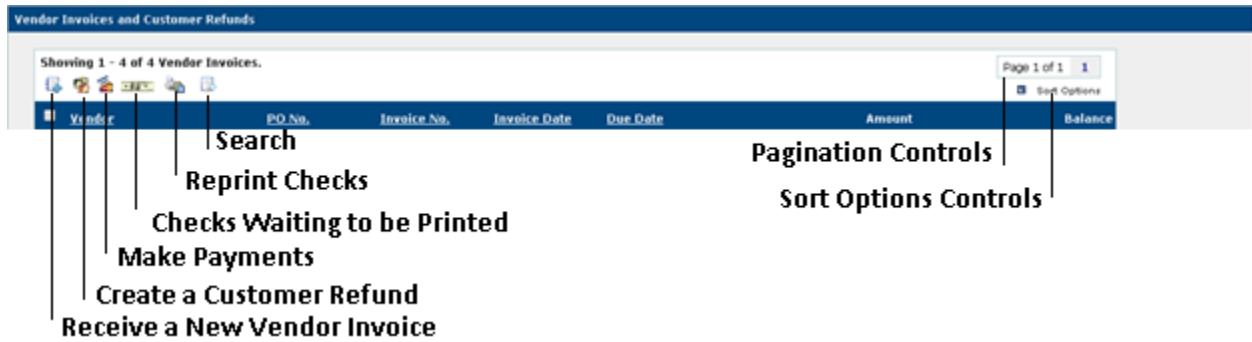 Vendor Invoices and Customer Refunds
Showing 1 - 4 of 4 Vendor Invoices.
Page 1 of 1 1
Sort Options
Vendor PO No. Invoice No. Invoice Date Due Date Amount Balance
Search
Pagination Controls
Reprint Checks
Sort Options Controls
Checks Waiting to be Printed
Make Payments
Create a Customer Refund
Receive a New Vendor Invoice